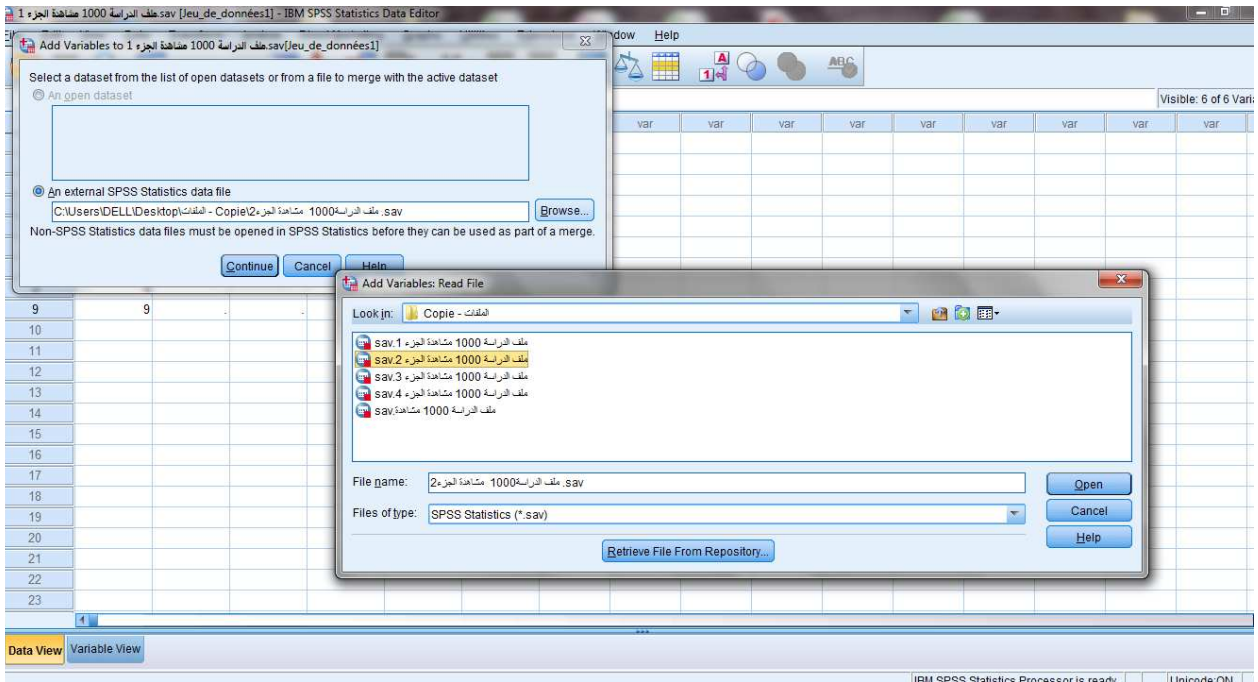 ملف الدراسة 1000 مشاهدة الجزء 1.sav [Jeu_de_données1] - IBM SPSS Statistics Data Editor
Help
Add Variables to ملف الدراسة 1000 مشاهدة الجزء 1.sav[Jeu_de_données1]
Select a dataset from the list of open datasets or from a file to merge with the active dataset
An open dataset
Visible: 6 of 6 Varia
var var var var var var var var var
An external SPSS Statistics data file
C:\Users\DELL\Desktop\الملفات - Copie\ملف الدراسة1000 مشاهدة الجزء2 .sav
Browse...
Non-SPSS Statistics data files must be opened in SPSS Statistics before they can be used as part of a merge.
Continue Cancel Help
Add Variables: Read File
Look in: الملفات - Copie
ملف الدراسة 1000 مشاهدة الجزء 1.sav
ملف الدراسة 1000 مشاهدة الجزء 2.sav
ملف الدراسة 1000 مشاهدة الجزء 3.sav
ملف الدراسة 1000 مشاهدة الجزء 4.sav
ملف الدراسة 1000 مشاهدة.sav
File name: ملف الدراسة1000 مشاهدة الجزء2 .sav
Open
Files of type: SPSS Statistics (*.sav)
Cancel
Help
Retrieve File From Repository...
9 9 . .
10
11
12
13
14
15
16
17
18
19
20
21
22
23
Data View Variable View
IBM SPSS Statistics Processor is ready Unicode:ON